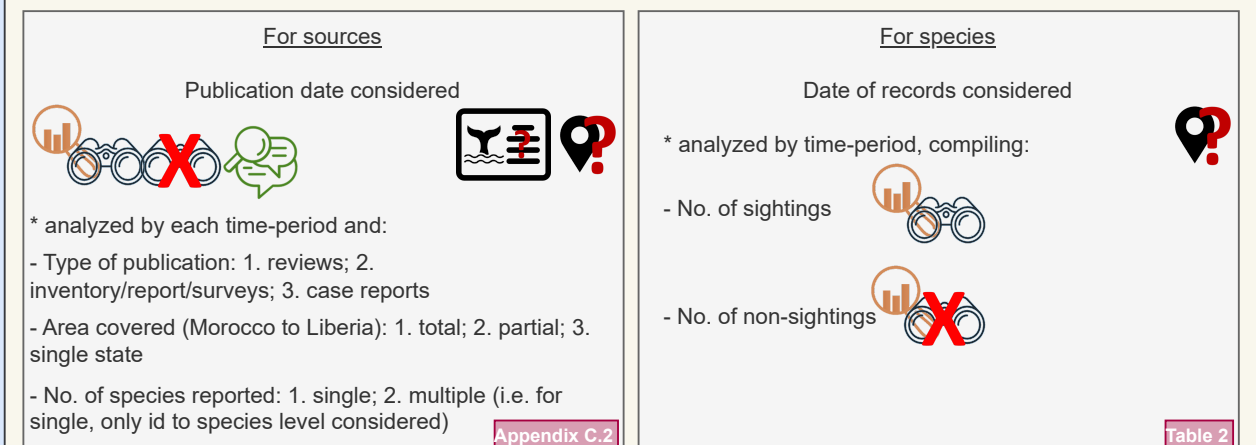 For sources
Publication date considered
?
?
X
* analyzed by each time-period and:
- Type of publication: 1. reviews; 2.
inventory/report/surveys; 3. case reports
- Area covered (Morocco to Liberia): 1. total; 2. partial; 3.
single state
- No. of species reported: 1. single; 2. multiple (i.e. for
single, only id to species level considered)
Appendix C.2
For species
Date of records considered
?
* analyzed by time-period, compiling:
- No. of sightings
- No. of non-sightings
X
Table 2